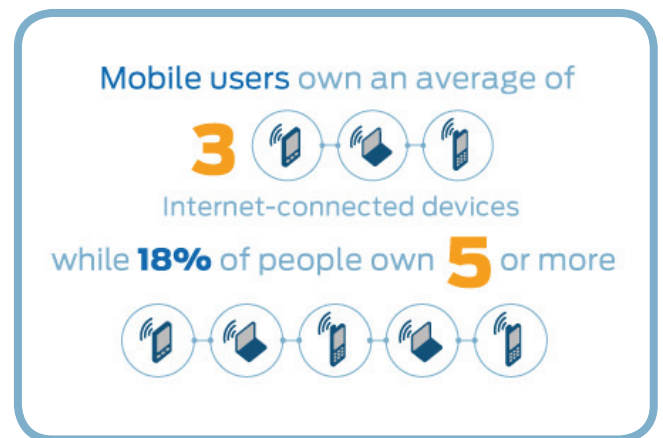 Mobile users own an average of
3
Internet-connected devices
while 18% of people own 5 or more